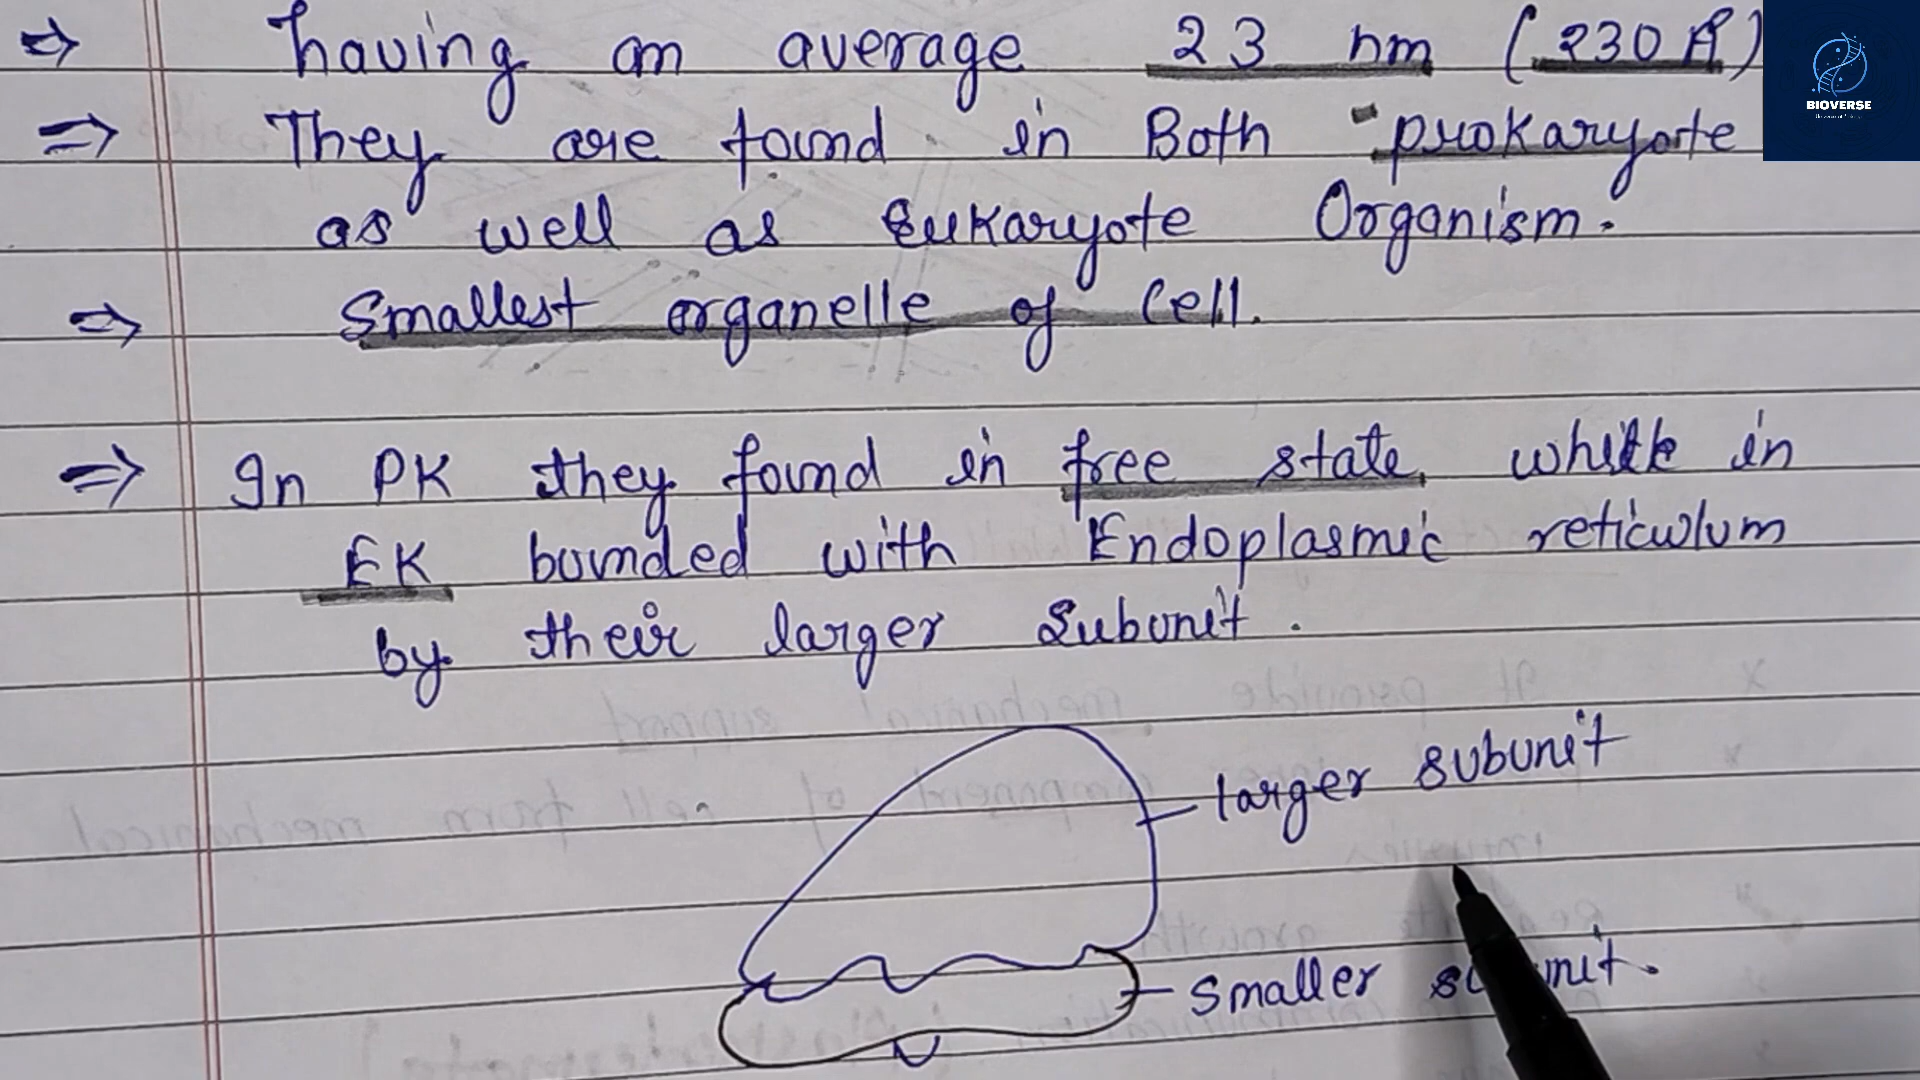 ⇒ having an average 23 nm (230 Å)
BIOVERSE
⇒ They are found in Both prokaryote
as well as Eukaryote Organism.
⇒ Smallest organelle of Cell.
⇒ In PK they found in free state, while in
EK bounded with Endoplasmic reticulum
by their larger Subunit.
larger subunit
smaller subunit.